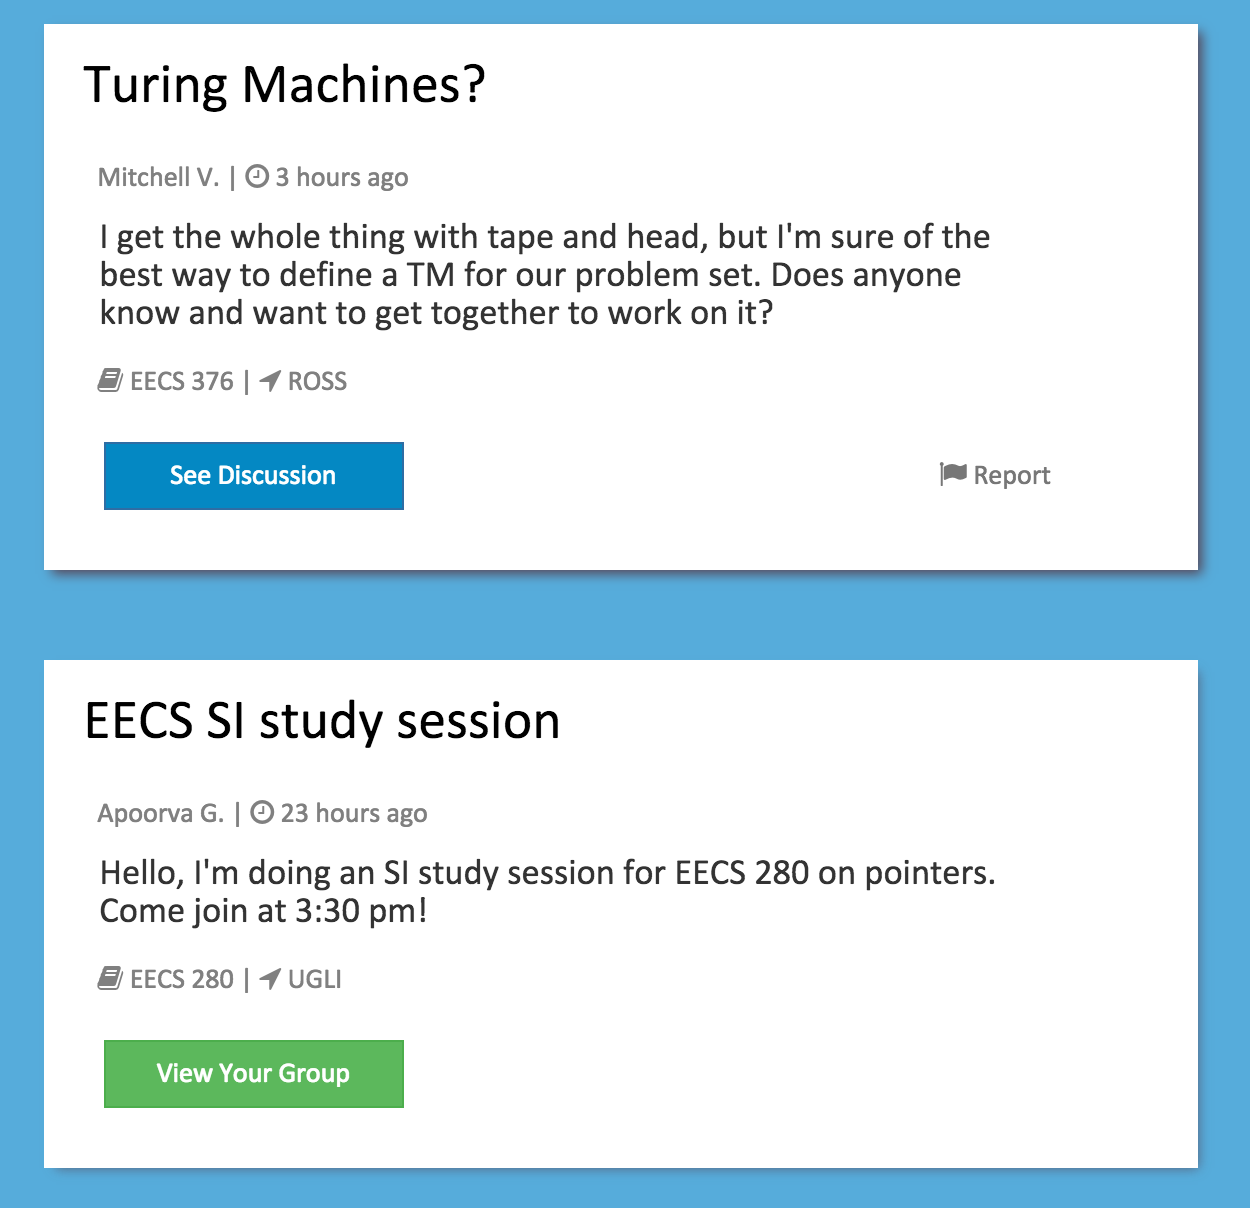 Turing Machines?
Mitchell V. | 3 hours ago
I get the whole thing with tape and head, but I'm sure of the
best way to define a TM for our problem set. Does anyone
know and want to get together to work on it?
EECS 376 | ROSS
See Discussion
Report
EECS SI study session
Apoorva G. | 23 hours ago
Hello, I'm doing an SI study session for EECS 280 on pointers.
Come join at 3:30 pm!
EECS 280 | UGLI
View Your Group